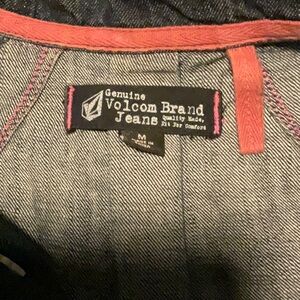 Genuine
Volcom Brand
Jeans
Quality Made,
Fit For Comfort
M